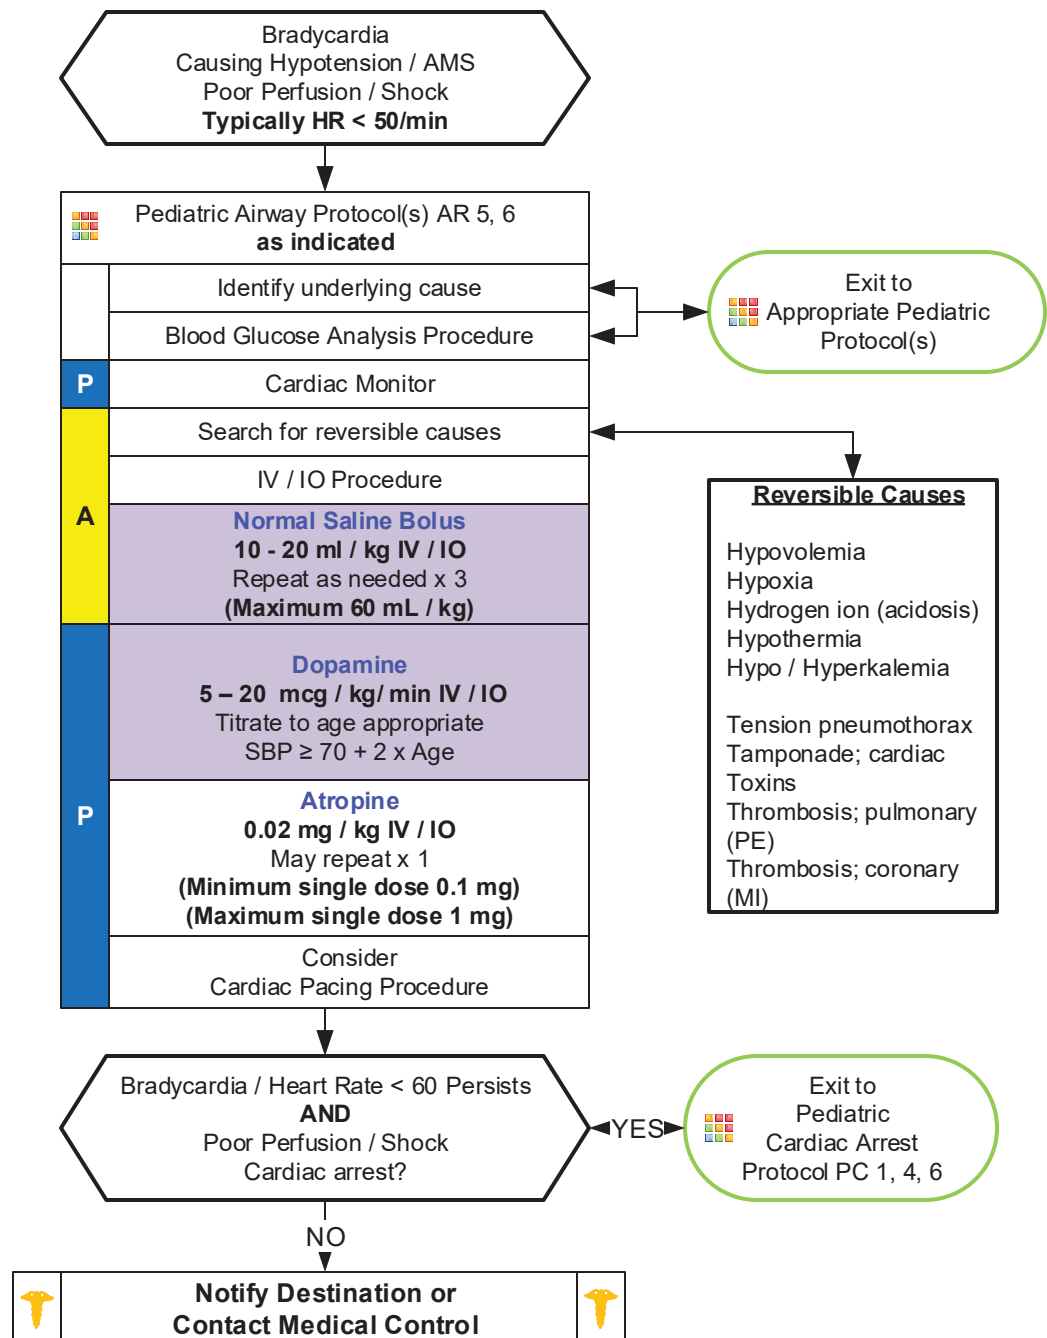 Bradycardia
Causing Hypotension / AMS
Poor Perfusion / Shock
Typically HR < 50/min
Pediatric Airway Protocol(s) AR 5, 6
as indicated
Identify underlying cause
Blood Glucose Analysis Procedure
Exit to
Appropriate Pediatric
Protocol(s)
P
Cardiac Monitor
A
Search for reversible causes
IV / IO Procedure
Normal Saline Bolus
10 - 20 ml / kg IV / IO
Repeat as needed x 3
(Maximum 60 mL / kg)
Reversible Causes
Hypovolemia
Hypoxia
Hydrogen ion (acidosis)
Hypothermia
Hypo / Hyperkalemia
Tension pneumothorax
Tamponade; cardiac
Toxins
Thrombosis; pulmonary
(PE)
Thrombosis; coronary
(MI)
P
Dopamine
5 – 20 mcg / kg/ min IV / IO
Titrate to age appropriate
SBP ≥ 70 + 2 x Age
Atropine
0.02 mg / kg IV / IO
May repeat x 1
(Minimum single dose 0.1 mg)
(Maximum single dose 1 mg)
Consider
Cardiac Pacing Procedure
Bradycardia / Heart Rate < 60 Persists
AND
Poor Perfusion / Shock
Cardiac arrest?
YES
Exit to
Pediatric
Cardiac Arrest
Protocol PC 1, 4, 6
NO
Notify Destination or
Contact Medical Control